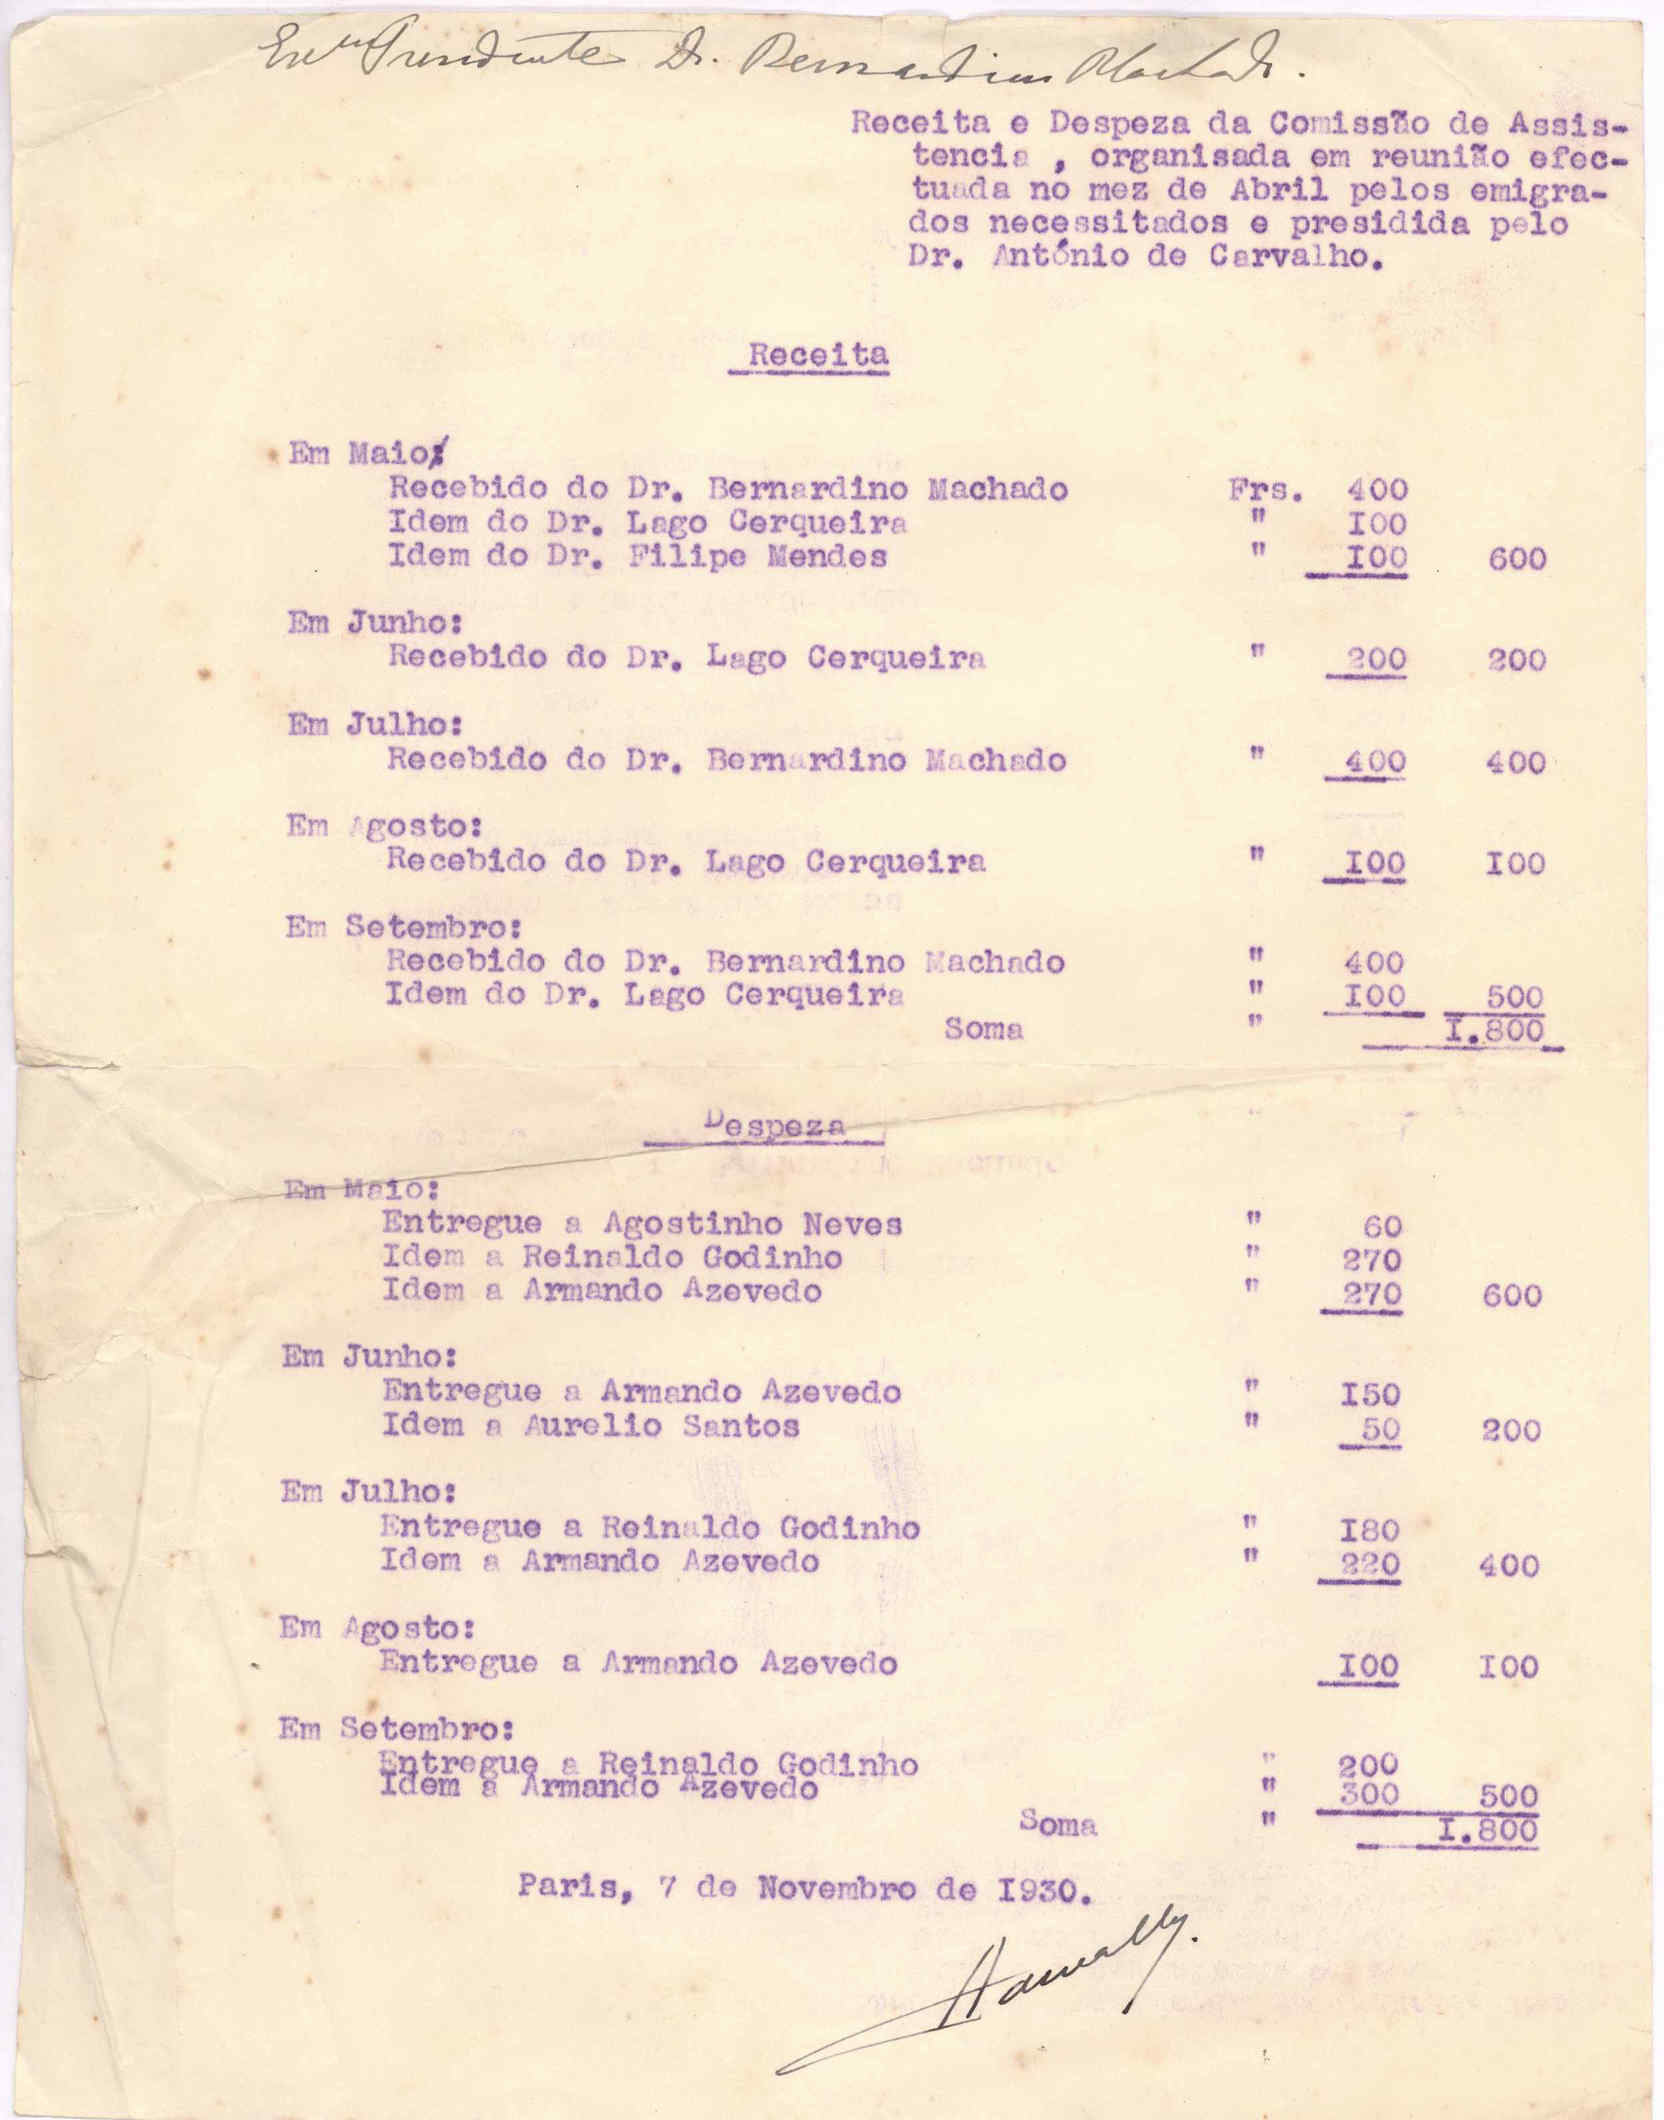 Exmo Presidente Dr. Bernardino Machado.
Receita e Despeza da Comissão de Assis-
tencia , organisada em reunião efec-
tuada no mez de Abril pelos emigra-
dos necessitados e presidida pelo
Dr. António de Carvalho.
Receita
Em Maio:
Recebido do Dr. Bernardino Machado Frs. 400
Idem do Dr. Lago Cerqueira " I00
Idem do Dr. Filipe Mendes " I00 600
Em Junho:
Recebido do Dr. Lago Cerqueira " 200 200
Em Julho:
Recebido do Dr. Bernardino Machado " 400 400
Em Agosto:
Recebido do Dr. Lago Cerqueira " I00 I00
Em Setembro:
Recebido do Dr. Bernardino Machado " 400
Idem do Dr. Lago Cerqueira " I00 500
Soma " I.800
Despeza
Em Maio:
Entregue a Agostinho Neves " 60
Idem a Reinaldo Godinho " 270
Idem a Armando Azevedo " 270 600
Em Junho:
Entregue a Armando Azevedo " I50
Idem a Aurelio Santos " 50 200
Em Julho:
Entregue a Reinaldo Godinho " I80
Idem a Armando Azevedo " 220 400
Em Agosto:
Entregue a Armando Azevedo I00 I00
Em Setembro:
Entregue a Reinaldo Godinho " 200
Idem a Armando Azevedo " 300 500
Soma " I.800
Paris, 7 de Novembro de I930.